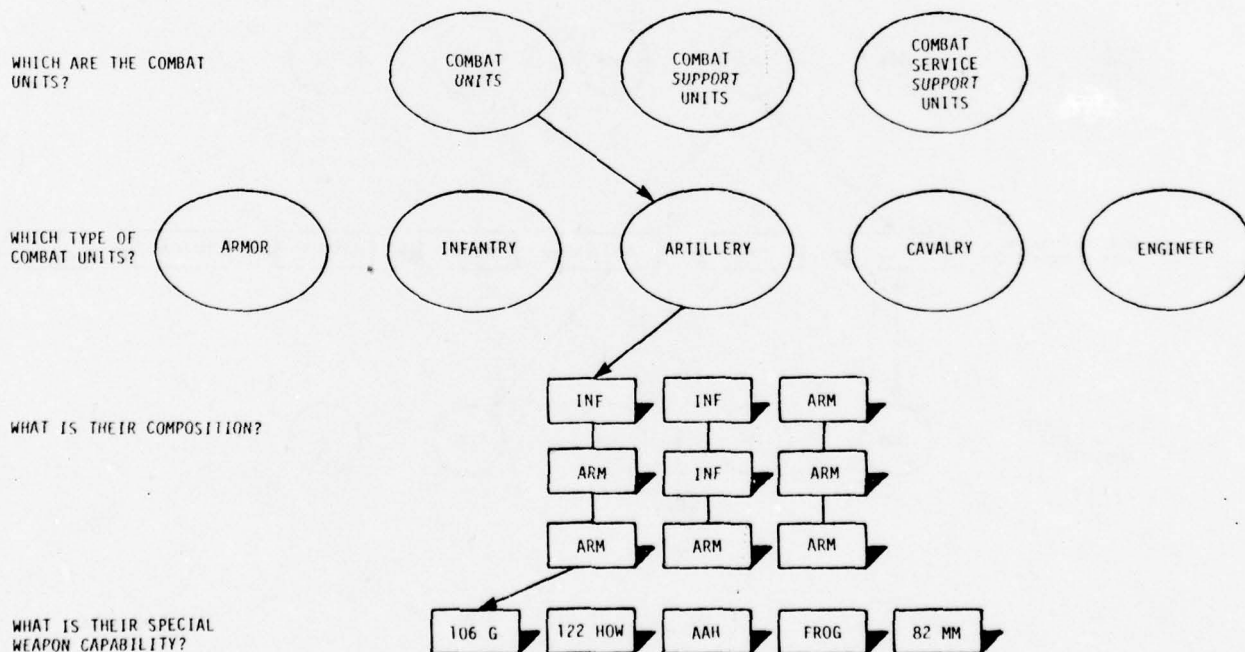 WHICH ARE THE COMBAT
UNITS?
COMBAT
UNITS
COMBAT
SUPPORT
UNITS
COMBAT
SERVICE
SUPPORT
UNITS
WHICH TYPE OF
COMBAT UNITS?
ARMOR
INFANTRY
ARTILLERY
CAVALRY
ENGINEER
WHAT IS THEIR COMPOSITION?
INF INF ARM
ARM INF ARM
ARM ARM ARM
WHAT IS THEIR SPECIAL
WEAPON CAPABILITY?
106 G 122 HOW AAH FROG 82 MM